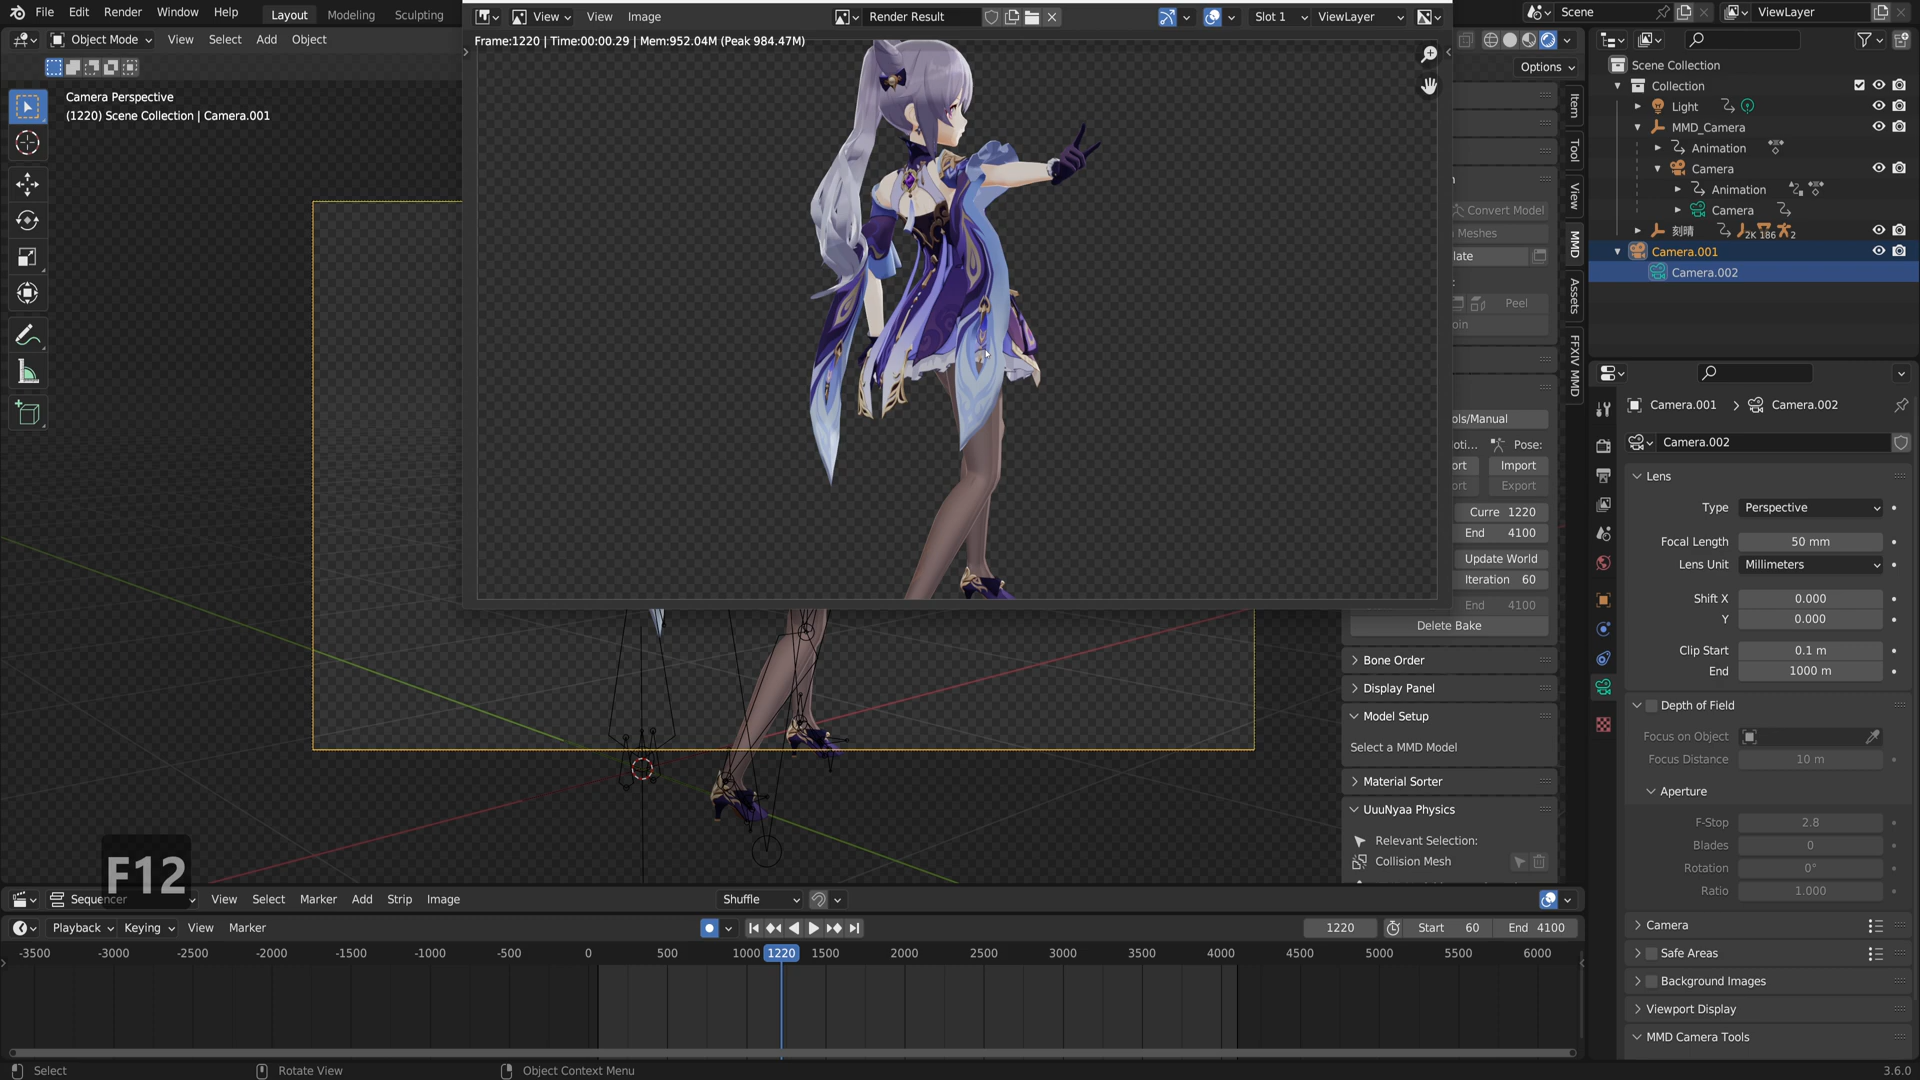 File Edit Render Window Help Layout Modeling Sculpting
View View Image Render Result Slot 1 ViewLayer
Scene ViewLayer
Object Mode View Select Add Object
Frame:1220 | Time:00:00.29 | Mem:952.04M (Peak 984.47M)
Options
Camera Perspective
(1220) Scene Collection | Camera.001
Scene Collection
Collection
Light
MMD_Camera
Animation
Camera
Animation
Camera
刻晴 2K 186 2
Camera.001
Camera.002
Item
Tool
View
MMD
Assets
FFXIV MMD
Convert Model
Meshes
late
Peel
oin
ols/Manual
oti... Pose:
ort Import
ort Export
Curre 1220
End 4100
Update World
Iteration 60
End 4100
Delete Bake
Bone Order
Display Panel
Model Setup
Select a MMD Model
Material Sorter
UuuNyaa Physics
Relevant Selection:
Collision Mesh
Camera.001 Camera.002
Camera.002
Lens
Type Perspective
Focal Length 50 mm
Lens Unit Millimeters
Shift X 0.000
Y 0.000
Clip Start 0.1 m
End 1000 m
Depth of Field
Focus on Object
Focus Distance 10 m
Aperture
F-Stop 2.8
Blades 0
Rotation 0°
Ratio 1.000
Camera
Safe Areas
Background Images
Viewport Display
MMD Camera Tools
F12
Sequencer View Select Marker Add Strip Image Shuffle
Playback Keying View Marker 1220 Start 60 End 4100
-3500 -3000 -2500 -2000 -1500 -1000 -500 0 500 1000 1220 1500 2000 2500 3000 3500 4000 4500 5000 5500 6000
Select Rotate View Object Context Menu 3.6.0